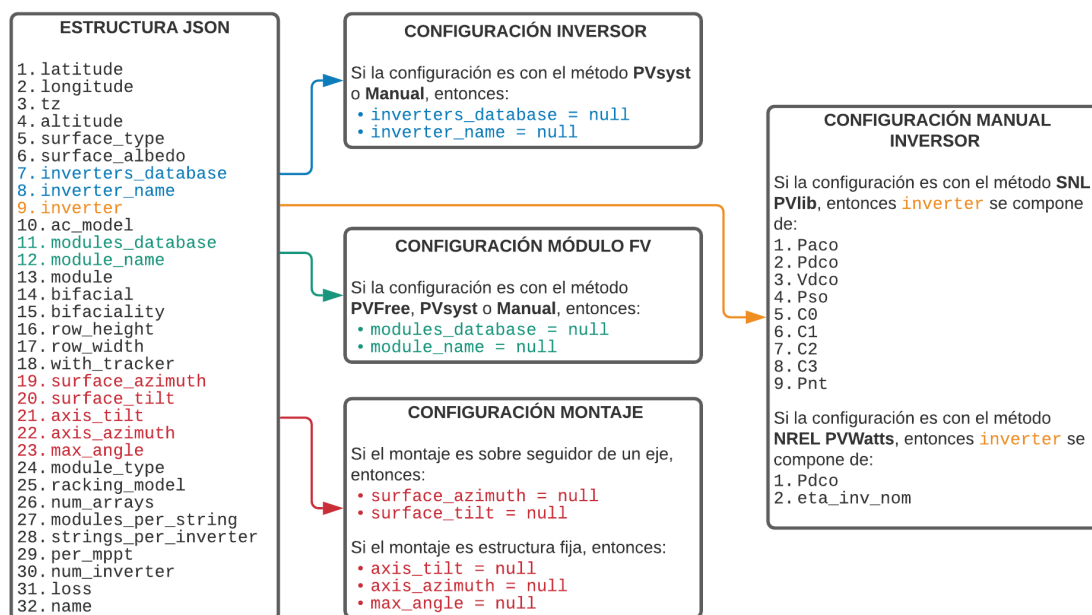 ESTRUCTURA JSON
1. latitude
2. longitude
3. tz
4. altitude
5. surface_type
6. surface_albedo
7. inverters_database
8. inverter_name
9. inverter
10. ac_model
11. modules_database
12. module_name
13. module
14. bifacial
15. bifaciality
16. row_height
17. row_width
18. with_tracker
19. surface_azimuth
20. surface_tilt
21. axis_tilt
22. axis_azimuth
23. max_angle
24. module_type
25. racking_model
26. num_arrays
27. modules_per_string
28. strings_per_inverter
29. per_mppt
30. num_inverter
31. loss
32. name
CONFIGURACIÓN INVERSOR
Si la configuración es con el método PVsyst
o Manual, entonces:
• inverters_database = null
• inverter_name = null
CONFIGURACIÓN MÓDULO FV
Si la configuración es con el método
PVFree, PVsyst o Manual, entonces:
• modules_database = null
• module_name = null
CONFIGURACIÓN MONTAJE
Si el montaje es sobre seguidor de un eje,
entonces:
• surface_azimuth = null
• surface_tilt = null
Si el montaje es estructura fija, entonces:
• axis_tilt = null
• axis_azimuth = null
• max_angle = null
CONFIGURACIÓN MANUAL
INVERSOR
Si la configuración es con el método SNL
PVlib, entonces inverter se compone
de:
1. Paco
2. Pdco
3. Vdco
4. Pso
5. C0
6. C1
7. C2
8. C3
9. Pnt
Si la configuración es con el método
NREL PVWatts, entonces inverter se
compone de:
1. Pdco
2. eta_inv_nom